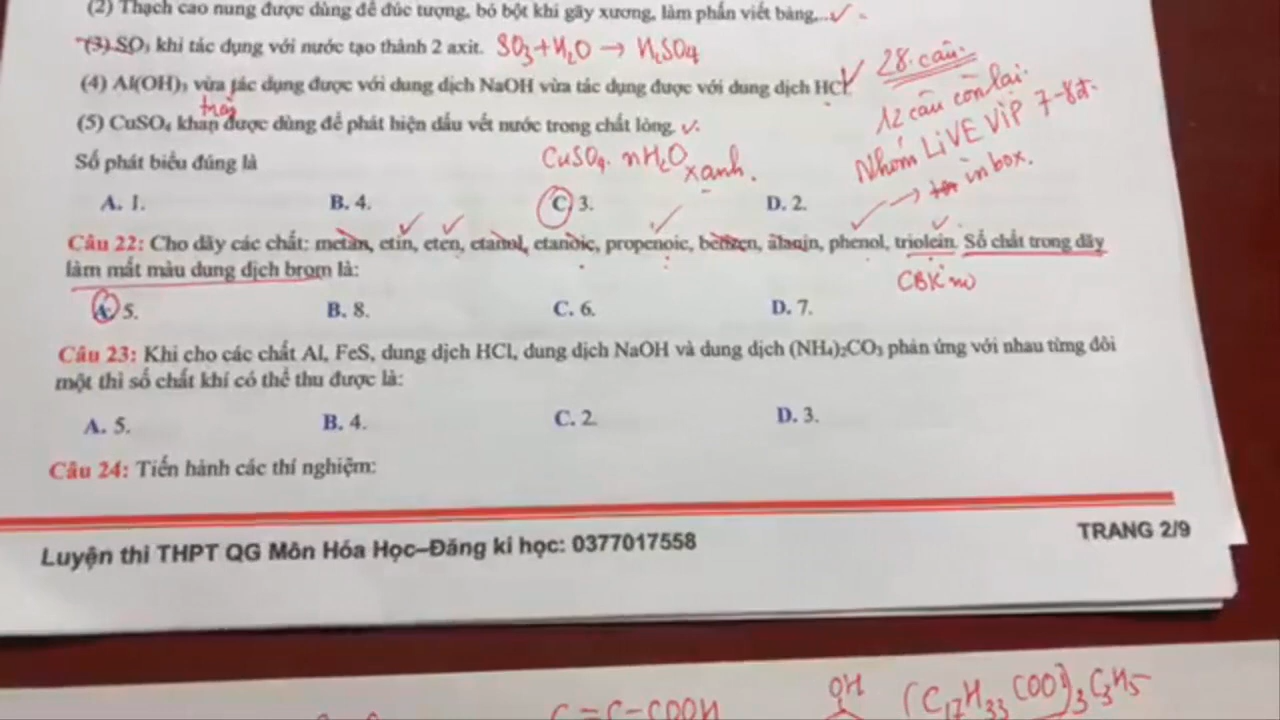 (2) Thạch cao nung được dùng để đúc tượng, bó bột khi gãy xương, làm phấn viết bảng,...
(3) SO₃ khi tác dụng với nước tạo thành 2 axit. SO₃ + H₂O → H₂SO₄
(4) Al(OH)₃ vừa tác dụng được với dung dịch NaOH vừa tác dụng được với dung dịch HCl.
28 câu.
12 câu còn lại.
Nhóm LiVE ViP 7-8đ.
→ inbox.
trắng
(5) CuSO₄ khan được dùng để phát hiện dấu vết nước trong chất lỏng.
CuSO₄.nH₂O xanh.
Số phát biểu đúng là
A. 1. B. 4. C. 3. D. 2.
Câu 22: Cho dãy các chất: metan, etin, eten, etanol, etanoic, propenoic, benzen, alanin, phenol, triolein. Số chất trong dãy
làm mất màu dung dịch brom là:
CBK no
A. 5. B. 8. C. 6. D. 7.
Câu 23: Khi cho các chất Al, FeS, dung dịch HCl, dung dịch NaOH và dung dịch (NH₄)₂CO₃ phản ứng với nhau từng đôi
một thì số chất khí có thể thu được là:
A. 5. B. 4. C. 2. D. 3.
Câu 24: Tiến hành các thí nghiệm:
Luyện thi THPT QG Môn Hóa Học–Đăng kí học: 0377017558
TRANG 2/9
C=C-COOH
OH
(C₁₇H₃₃COO)₃C₃H₅